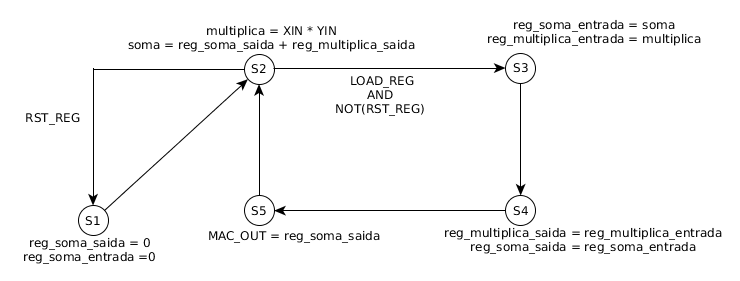 multiplica = XIN * YIN
soma = reg_soma_saida + reg_multiplica_saida
reg_soma_entrada = soma
reg_multiplica_entrada = multiplica
S2
S3
LOAD_REG
AND
NOT(RST_REG)
RST_REG
S1
S5
S4
reg_soma_saida = 0
reg_soma_entrada =0
MAC_OUT = reg_soma_saida
reg_multiplica_saida = reg_multiplica_entrada
reg_soma_saida = reg_soma_entrada